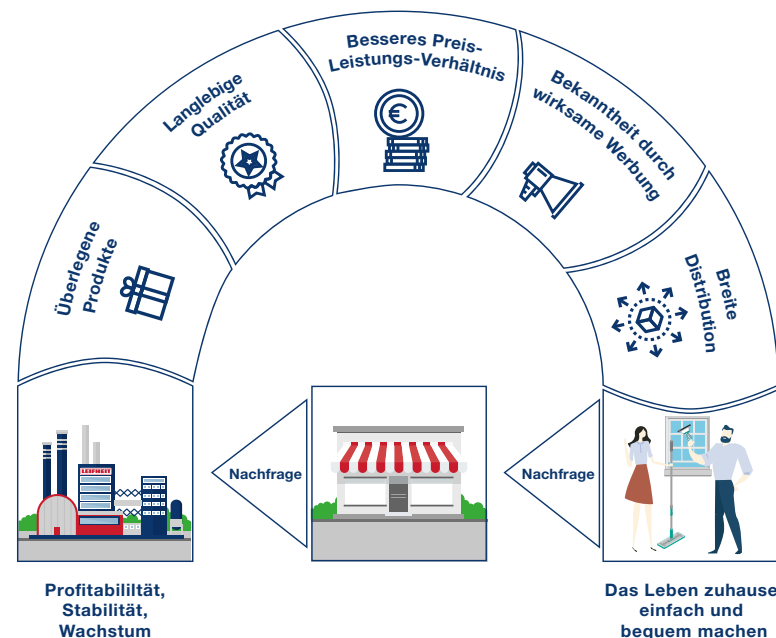 Überlegene
Produkte
Langlebige
Qualität
Besseres Preis-
Leistungs-Verhältnis
Bekanntheit durch
wirksame Werbung
Breite
Distribution
LEIFHEIT
Nachfrage
Nachfrage
Profitabililtät,
Stabilität,
Wachstum
Das Leben zuhause
einfach und
bequem machen